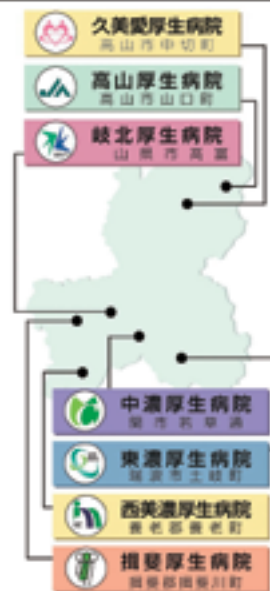 久美愛厚生病院
高山市中切町
高山厚生病院
高山市山口町
岐北厚生病院
山県市高富
中濃厚生病院
関市若草通
東濃厚生病院
瑞浪市土岐町
西美濃厚生病院
養老郡養老町
揖斐厚生病院
揖斐郡揖斐川町